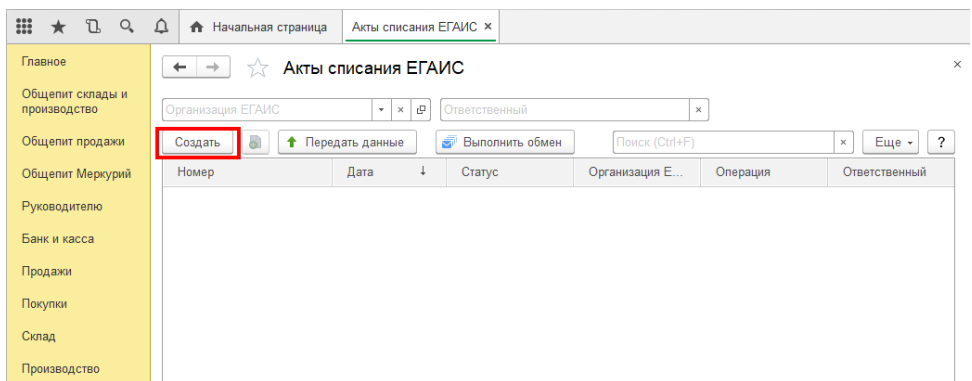 Начальная страница Акты списания ЕГАИС ×
Главное
Акты списания ЕГАИС ×
Общепит склады и
производство
Организация ЕГАИС × Ответственный ×
Общепит продажи
Создать Передать данные Выполнить обмен Поиск (Ctrl+F) × Еще ?
Общепит Меркурий
Номер Дата ↓ Статус Организация Е... Операция Ответственный
Руководителю
Банк и касса
Продажи
Покупки
Склад
Производство